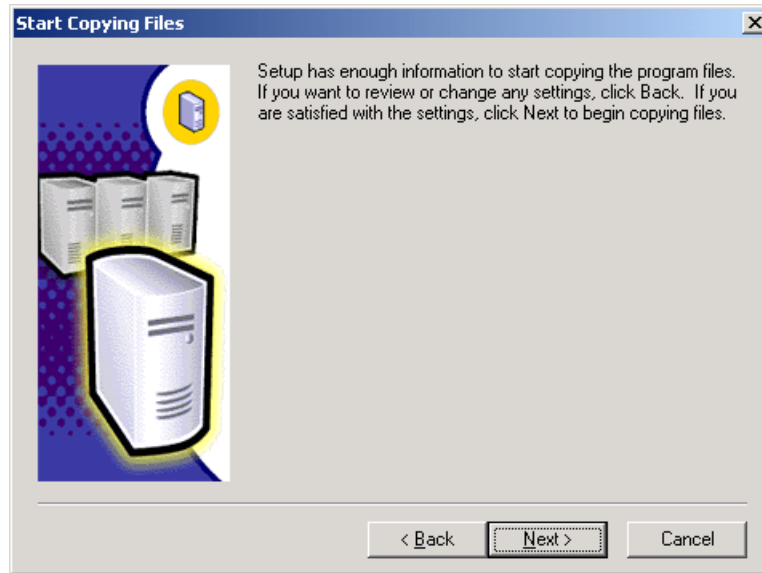 Start Copying Files
Setup has enough information to start copying the program files.
If you want to review or change any settings, click Back.  If you
are satisfied with the settings, click Next to begin copying files.
< Back
Next >
Cancel